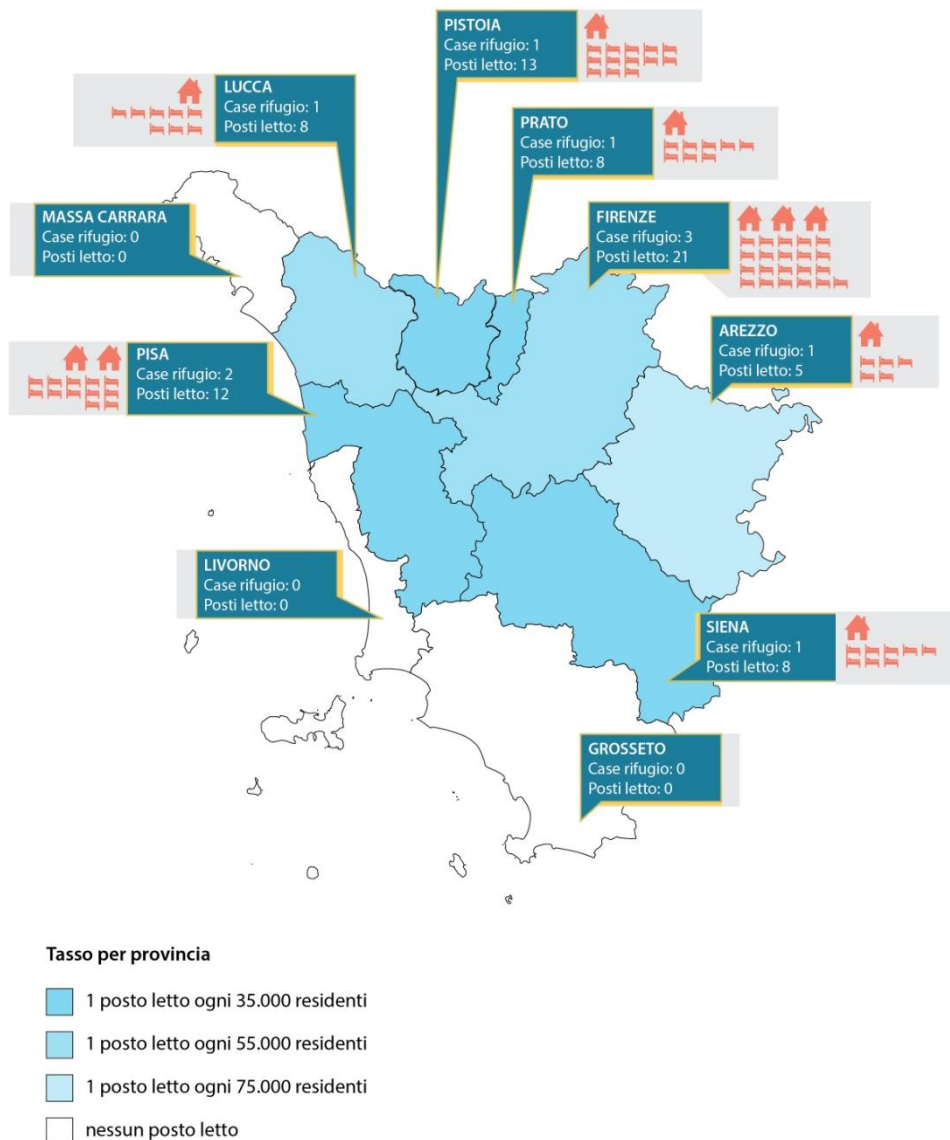 PISTOIA
Case rifugio: 1
Posti letto: 13
LUCCA
Case rifugio: 1
Posti letto: 8
PRATO
Case rifugio: 1
Posti letto: 8
MASSA CARRARA
Case rifugio: 0
Posti letto: 0
FIRENZE
Case rifugio: 3
Posti letto: 21
AREZZO
Case rifugio: 1
Posti letto: 5
PISA
Case rifugio: 2
Posti letto: 12
LIVORNO
Case rifugio: 0
Posti letto: 0
SIENA
Case rifugio: 1
Posti letto: 8
GROSSETO
Case rifugio: 0
Posti letto: 0
Tasso per provincia
1 posto letto ogni 35.000 residenti
1 posto letto ogni 55.000 residenti
1 posto letto ogni 75.000 residenti
nessun posto letto